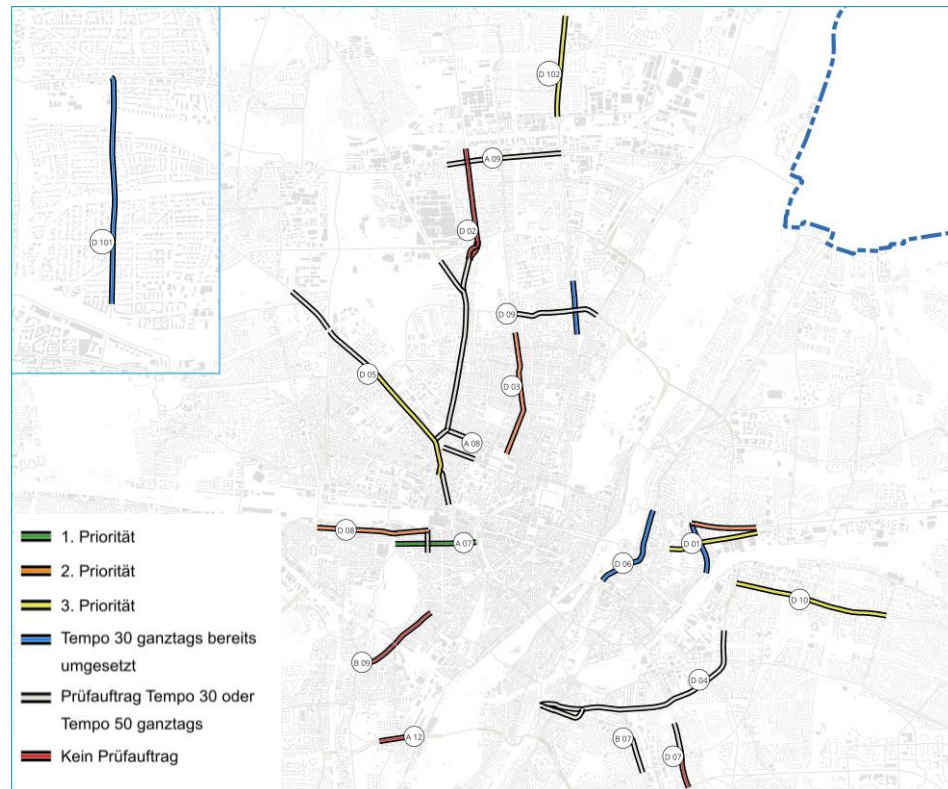 D 102
A 09
D 02
D 101
D 09
D 05
D 03
A 08
D 08
A 07
D 01
D 06
D 10
B 09
D 04
A 12
B 07
D 07
1. Priorität
2. Priorität
3. Priorität
Tempo 30 ganztags bereits
umgesetzt
Prüfauftrag Tempo 30 oder
Tempo 50 ganztags
Kein Prüfauftrag